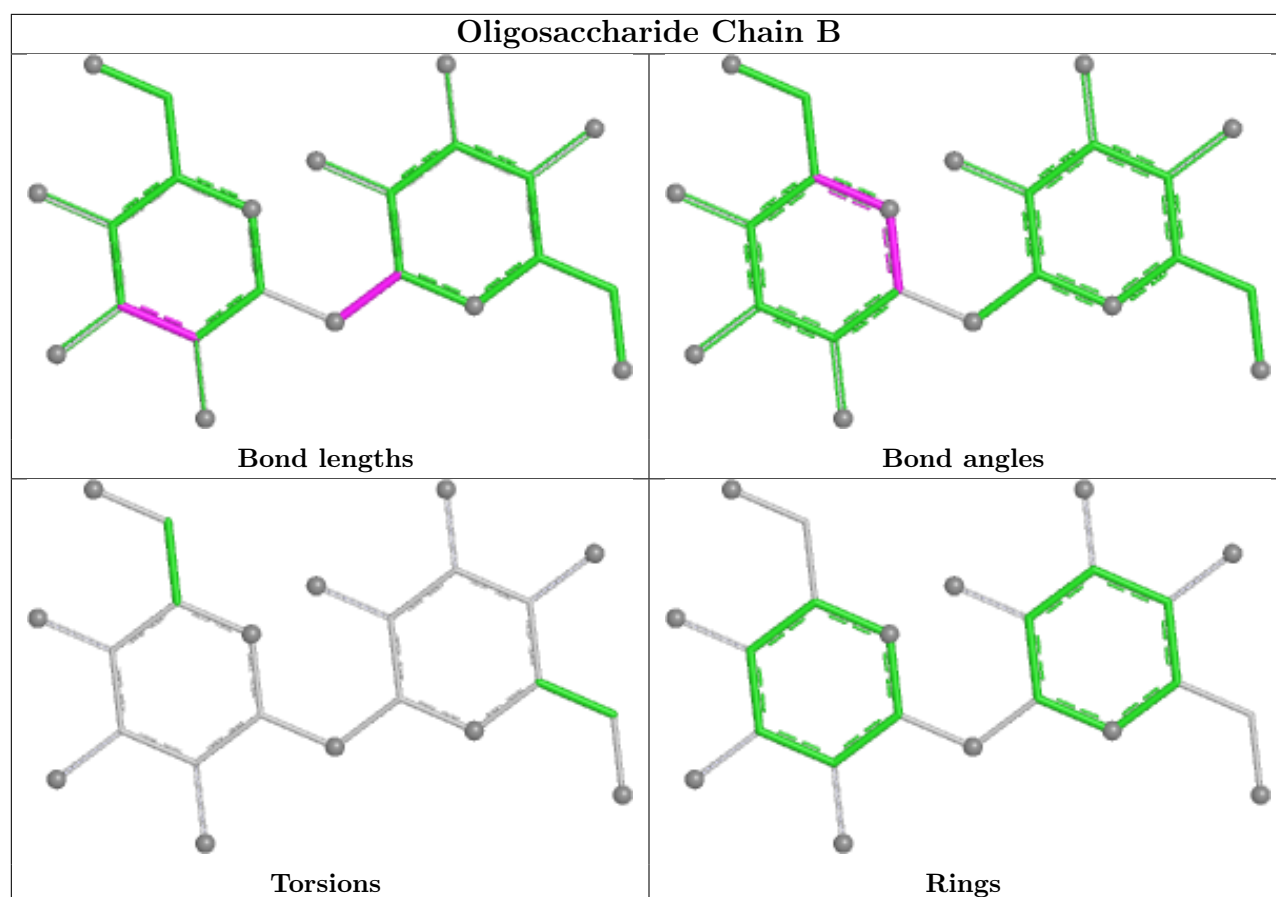 Oligosaccharide Chain B
Bond lengths
Bond angles
Torsions
Rings